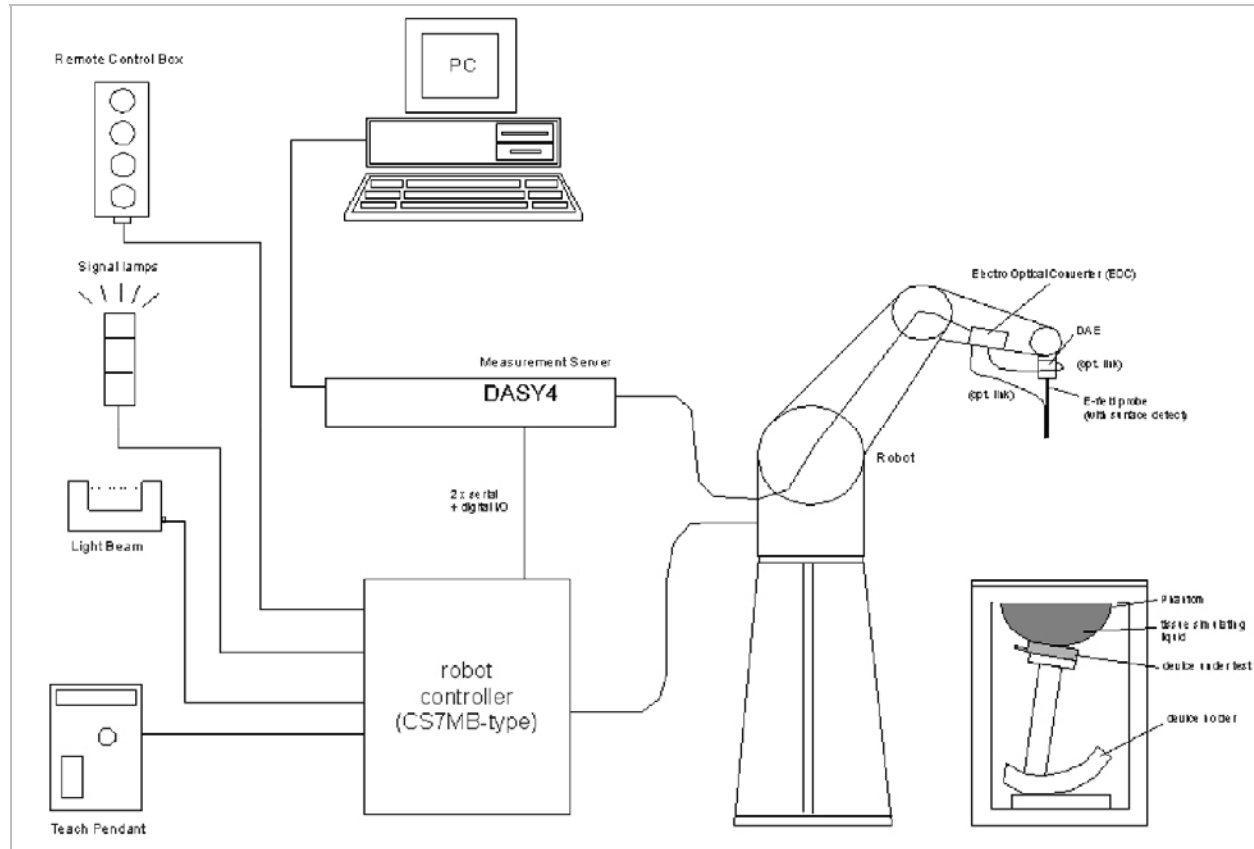 Remote Control Box
PC
Signal lamps
Electro Optical Converter (EOC)
DAE
(opt. link)
Measurement Server
DASY4
(opt. link)
E-field probe
(with surface detect)
Robot
2 x serial
+ digital I/O
Light Beam
Phantom
tissue simulating
liquid
device under test
robot
controller
(CS7MB-type)
device holder
Teach Pendant